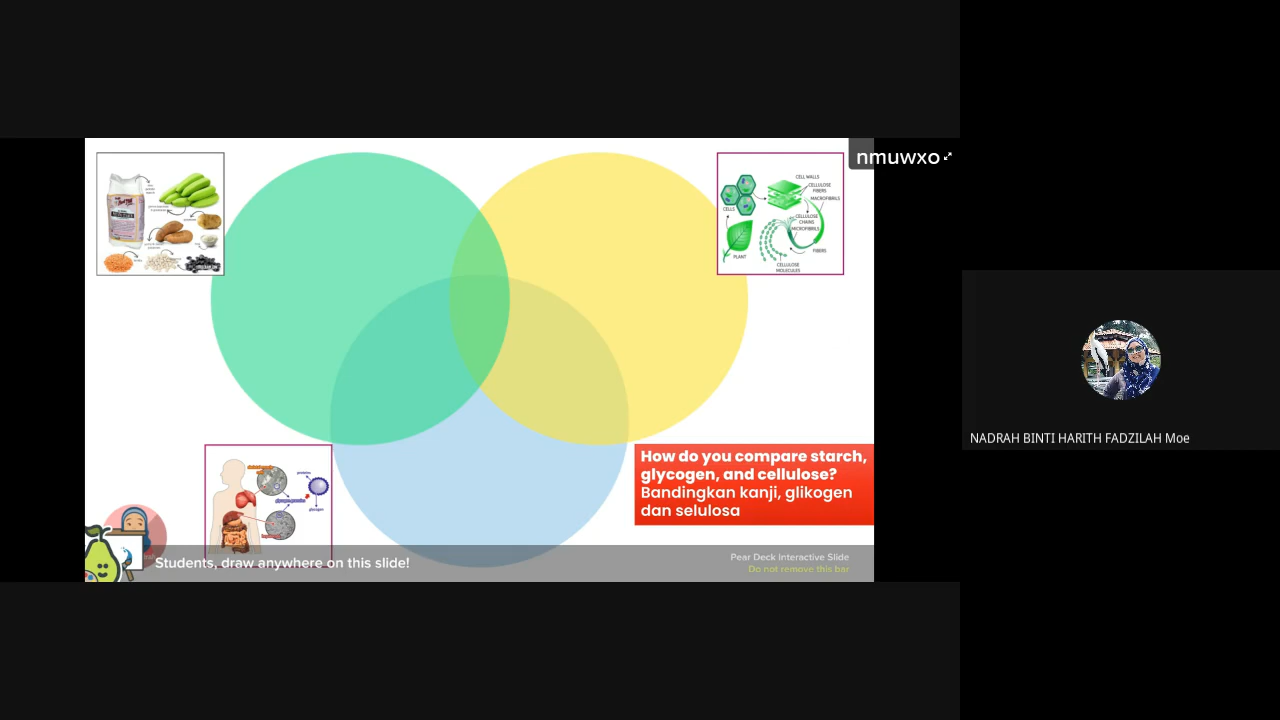 nmuwxo
CELL WALLS
CELLULOSE
FIBERS
MACROFIBRILS
CELLS
CELLULOSE
CHAINS
MICROFIBRILS
FIBERS
PLANT
CELLULOSE
MOLECULES
glycogen
How do you compare starch,
glycogen, and cellulose?
Bandingkan kanji, glikogen
dan selulosa
Students, draw anywhere on this slide!
Pear Deck Interactive Slide
Do not remove this bar
NADRAH BINTI HARITH FADZILAH Moe